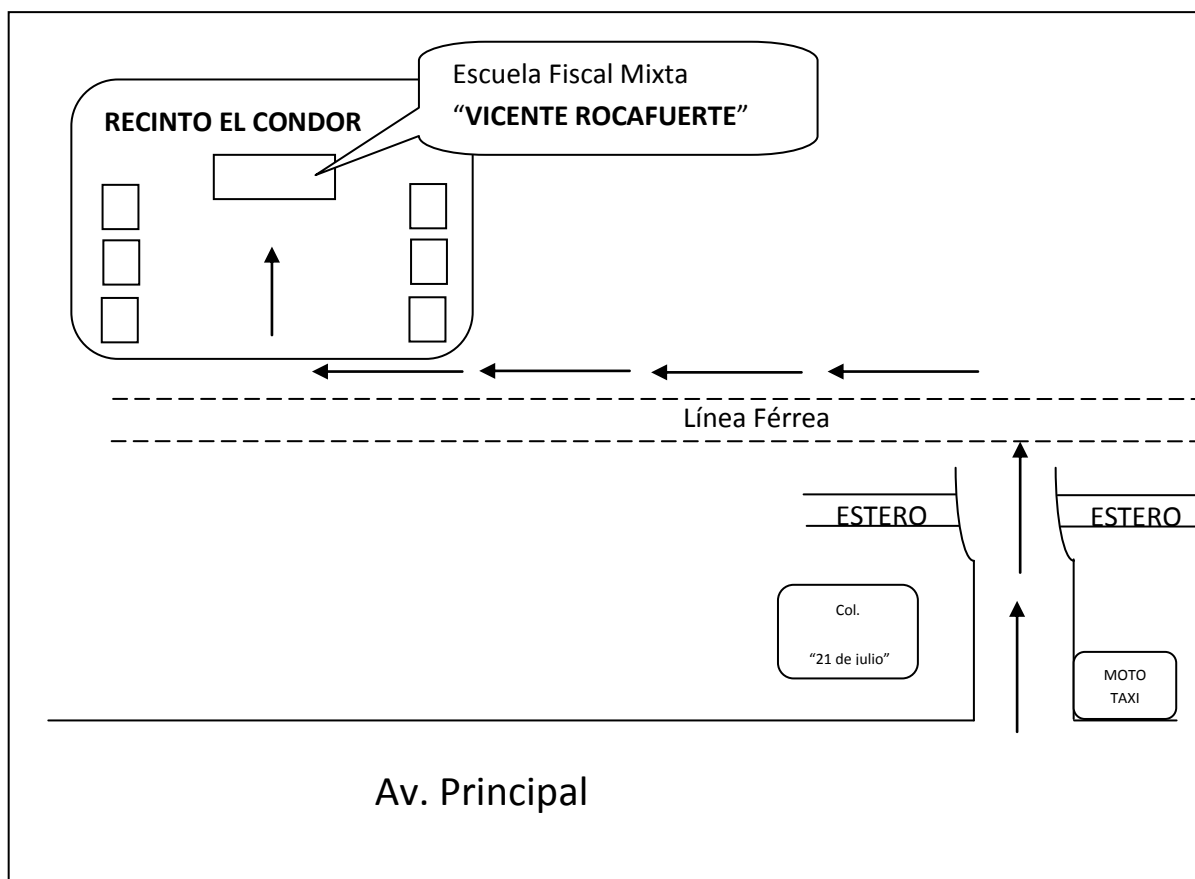 Escuela Fiscal Mixta
“VICENTE ROCAFUERTE”
RECINTO EL CONDOR
Línea Férrea
ESTERO
ESTERO
Col.
“21 de julio”
MOTO
TAXI
Av. Principal